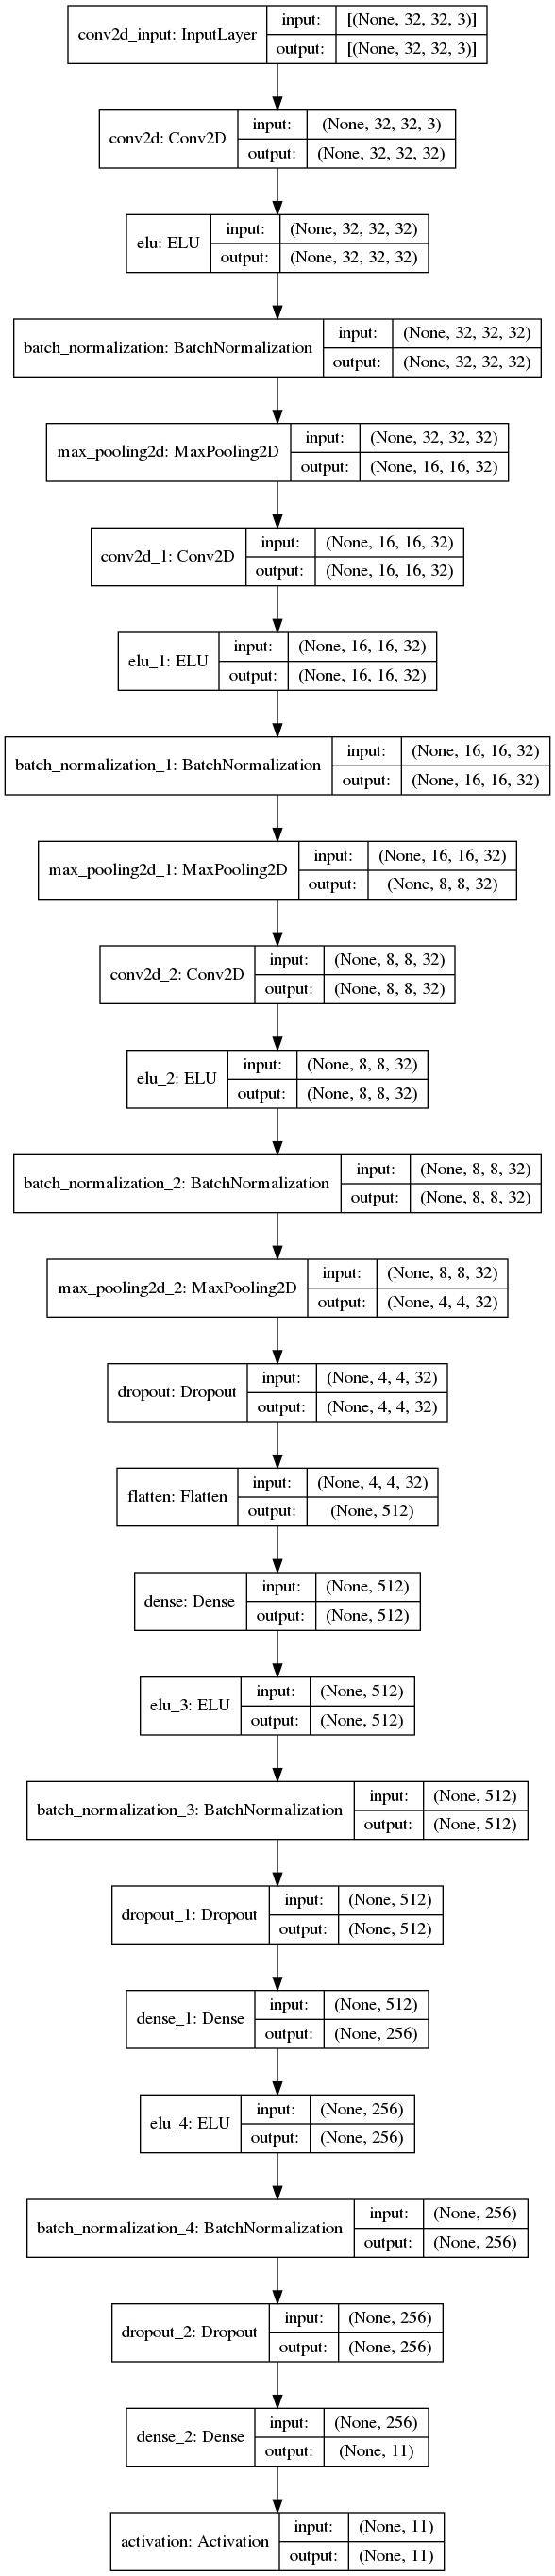 conv2d_input: InputLayer
input: [(None, 32, 32, 3)]
output: [(None, 32, 32, 3)]
conv2d: Conv2D
input: (None, 32, 32, 3)
output: (None, 32, 32, 32)
elu: ELU
input: (None, 32, 32, 32)
output: (None, 32, 32, 32)
batch_normalization: BatchNormalization
input: (None, 32, 32, 32)
output: (None, 32, 32, 32)
max_pooling2d: MaxPooling2D
input: (None, 32, 32, 32)
output: (None, 16, 16, 32)
conv2d_1: Conv2D
input: (None, 16, 16, 32)
output: (None, 16, 16, 32)
elu_1: ELU
input: (None, 16, 16, 32)
output: (None, 16, 16, 32)
batch_normalization_1: BatchNormalization
input: (None, 16, 16, 32)
output: (None, 16, 16, 32)
max_pooling2d_1: MaxPooling2D
input: (None, 16, 16, 32)
output: (None, 8, 8, 32)
conv2d_2: Conv2D
input: (None, 8, 8, 32)
output: (None, 8, 8, 32)
elu_2: ELU
input: (None, 8, 8, 32)
output: (None, 8, 8, 32)
batch_normalization_2: BatchNormalization
input: (None, 8, 8, 32)
output: (None, 8, 8, 32)
max_pooling2d_2: MaxPooling2D
input: (None, 8, 8, 32)
output: (None, 4, 4, 32)
dropout: Dropout
input: (None, 4, 4, 32)
output: (None, 4, 4, 32)
flatten: Flatten
input: (None, 4, 4, 32)
output: (None, 512)
dense: Dense
input: (None, 512)
output: (None, 512)
elu_3: ELU
input: (None, 512)
output: (None, 512)
batch_normalization_3: BatchNormalization
input: (None, 512)
output: (None, 512)
dropout_1: Dropout
input: (None, 512)
output: (None, 512)
dense_1: Dense
input: (None, 512)
output: (None, 256)
elu_4: ELU
input: (None, 256)
output: (None, 256)
batch_normalization_4: BatchNormalization
input: (None, 256)
output: (None, 256)
dropout_2: Dropout
input: (None, 256)
output: (None, 256)
dense_2: Dense
input: (None, 256)
output: (None, 11)
activation: Activation
input: (None, 11)
output: (None, 11)